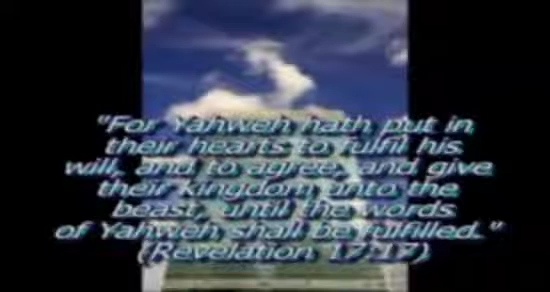 "For Yahweh hath put in
their hearts to fulfil his
will, and to agree, and give
their kingdom unto the
beast, until the words
of Yahweh shall be fulfilled."
(Revelation 17:17)